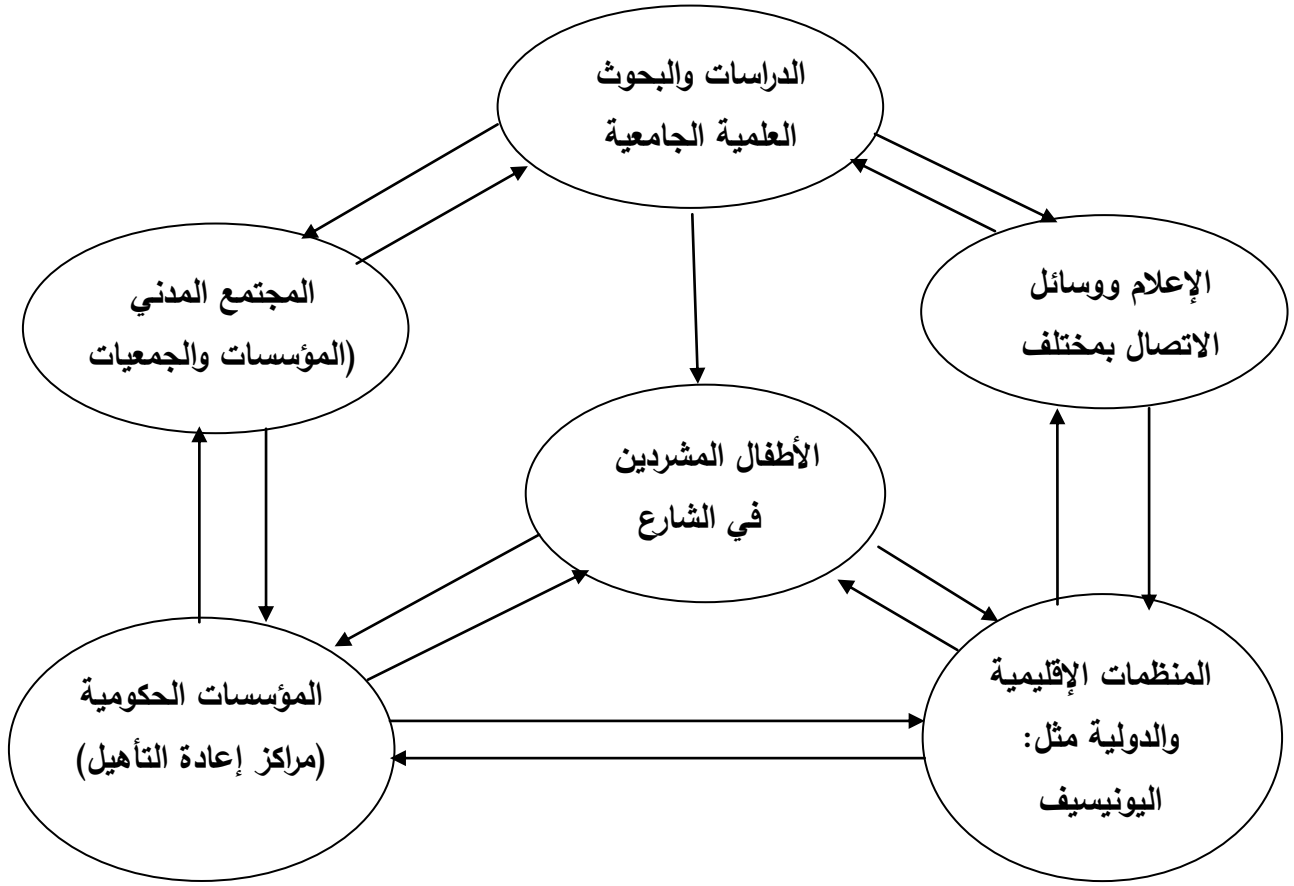 الدراسات والبحوث
العلمية الجامعية
الإعلام ووسائل
الاتصال بمختلف
المجتمع المدني
(المؤسسات والجمعيات
الأطفال المشردين
في الشارع
المنظمات الإقليمية
والدولية مثل:
اليونيسيف
المؤسسات الحكومية
(مراكز إعادة التأهيل)